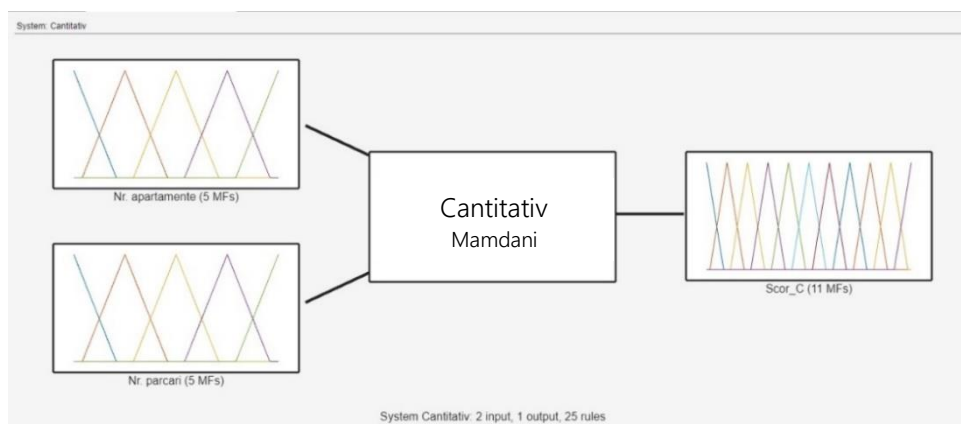 System: Cantitativ
Nr. apartamente (5 MFs)
Cantitativ
Mamdani
Scor_C (11 MFs)
Nr. parcari (5 MFs)
System Cantitativ: 2 input, 1 output, 25 rules